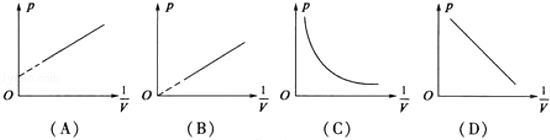 p p p p
O 1/V O 1/V O 1/V O 1/V
(A) (B) (C) (D)